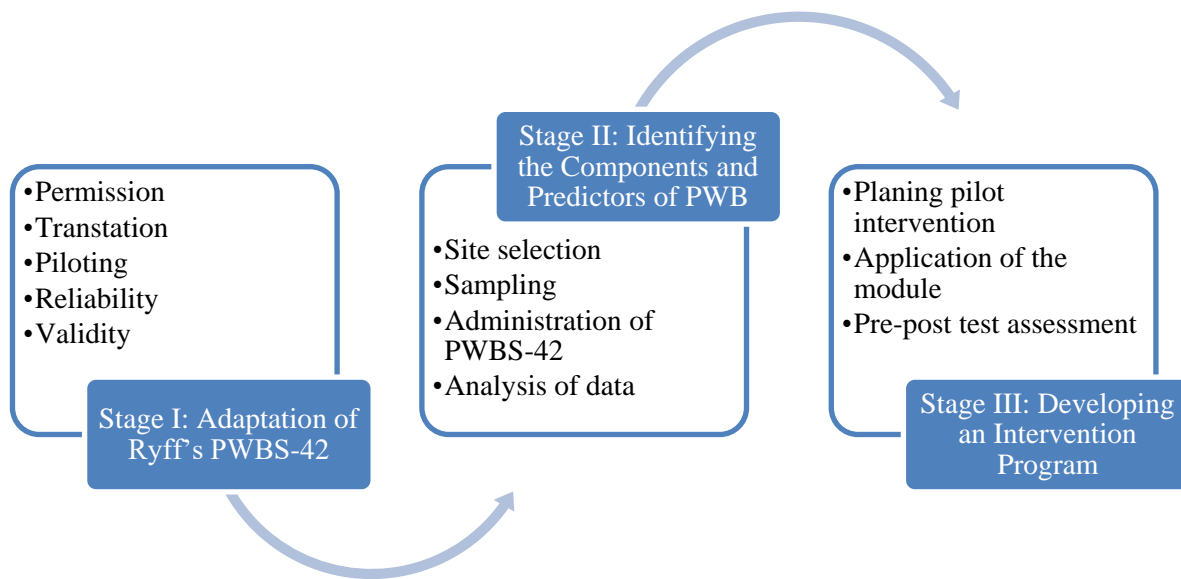 •Permission
•Transtation
•Piloting
•Reliability
•Validity
Stage I: Adaptation of
Ryff’s PWBS-42
Stage II: Identifying
the Components and
Predictors of PWB
•Site selection
•Sampling
•Administration of
PWBS-42
•Analysis of data
•Planing pilot
intervention
•Application of the
module
•Pre-post test assessment
Stage III: Developing
an Intervention
Program